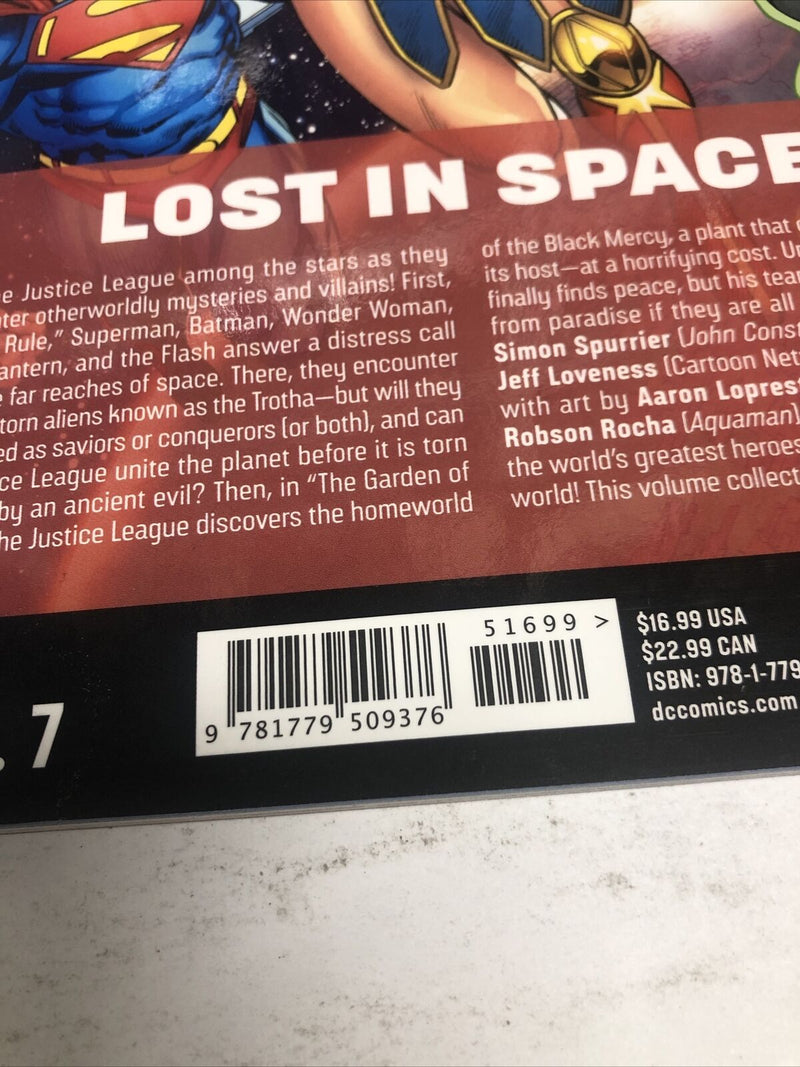 LOST IN SPACE
e Justice League among the stars as they
ter otherworldly mysteries and villains! First,
Rule,” Superman, Batman, Wonder Woman,
antern, and the Flash answer a distress call
far reaches of space. There, they encounter
torn aliens known as the Trotha—but will they
ed as saviors or conquerors (or both), and can
ce League unite the planet before it is torn
by an ancient evil? Then, in “The Garden of
he Justice League discovers the homeworld
of the Black Mercy, a plant that
its host—at a horrifying cost. U
finally finds peace, but his tea
from paradise if they are all
Simon Spurrier (John Const
Jeff Loveness (Cartoon Net
with art by Aaron Lopres
Robson Rocha (Aquaman)
the world's greatest heroes
world! This volume collect
. 7
51699 >
9 781779 509376
$16.99 USA
$22.99 CAN
ISBN: 978-1-779
dccomics.com